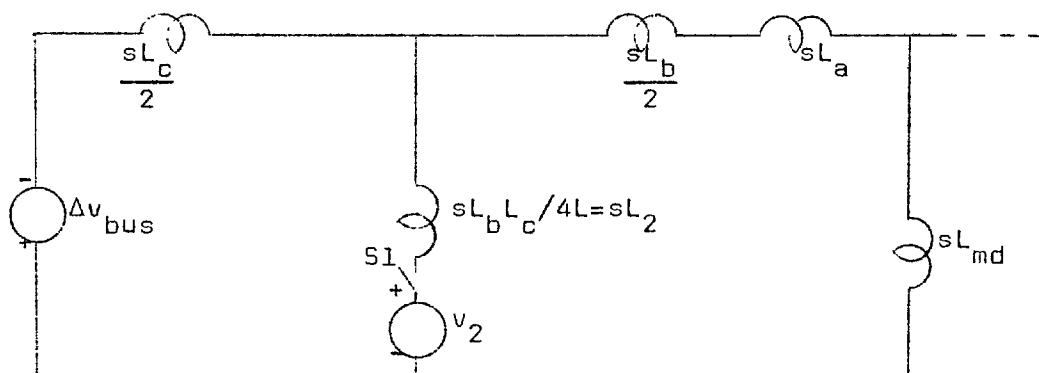 sL_c
2
sL_b
2
sL_a
-
Δv_bus
+
sL_bL_c/4L=sL_2
S1
+
v_2
-
sL_md